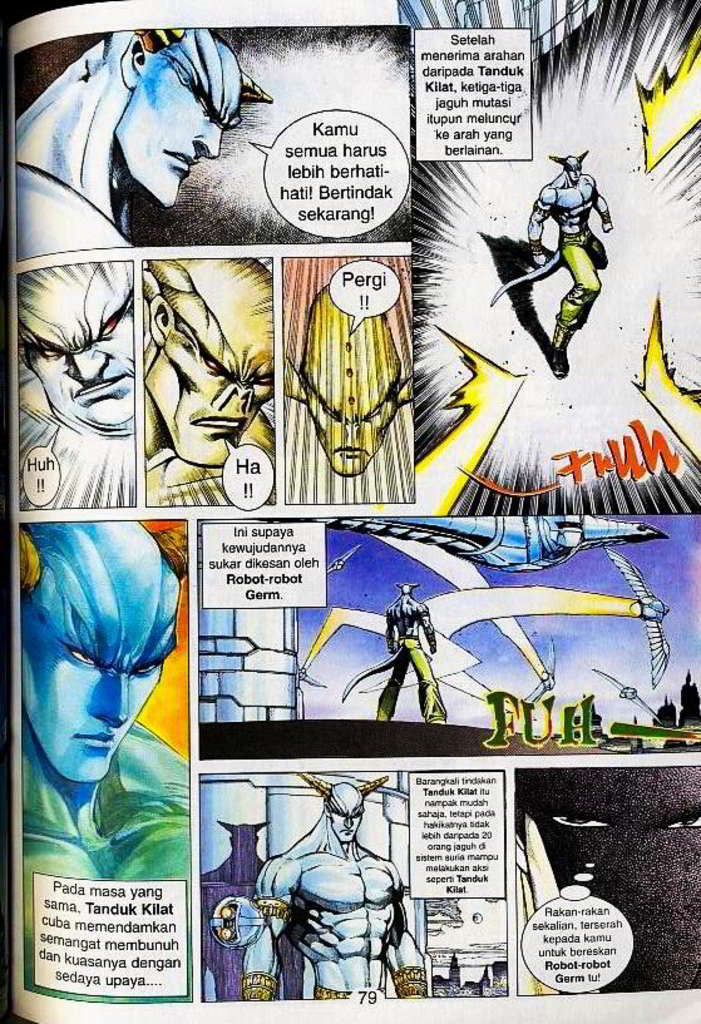 Kamu
semua harus
lebih berhati-
hati! Bertindak
sekarang!
Setelah
menerima arahan
daripada Tanduk
Kilat, ketiga-tiga
jaguh mutasi
itupun meluncur
ke arah yang
berlainan.
Huh
!!
Ha
!!
Pergi
!!
Ini supaya
kewujudannya
sukar dikesan oleh
Robot-robot
Germ.
FUH
Pada masa yang
sama, Tanduk Kilat
cuba memendamkan
semangat membunuh
dan kuasanya dengan
sedaya upaya....
Barangkali tindakan
Tanduk Kilat itu
nampak mudah
sahaja, tetapi pada
hakikatnya tidak
lebih daripada 20
orang jaguh di
sistem suria mampu
melakukan aksi
seperti Tanduk
Kilat.
Rakan-rakan
sekalian, terserah
kepada kamu
untuk bereskan
Robot-robot
Germ tu!
79